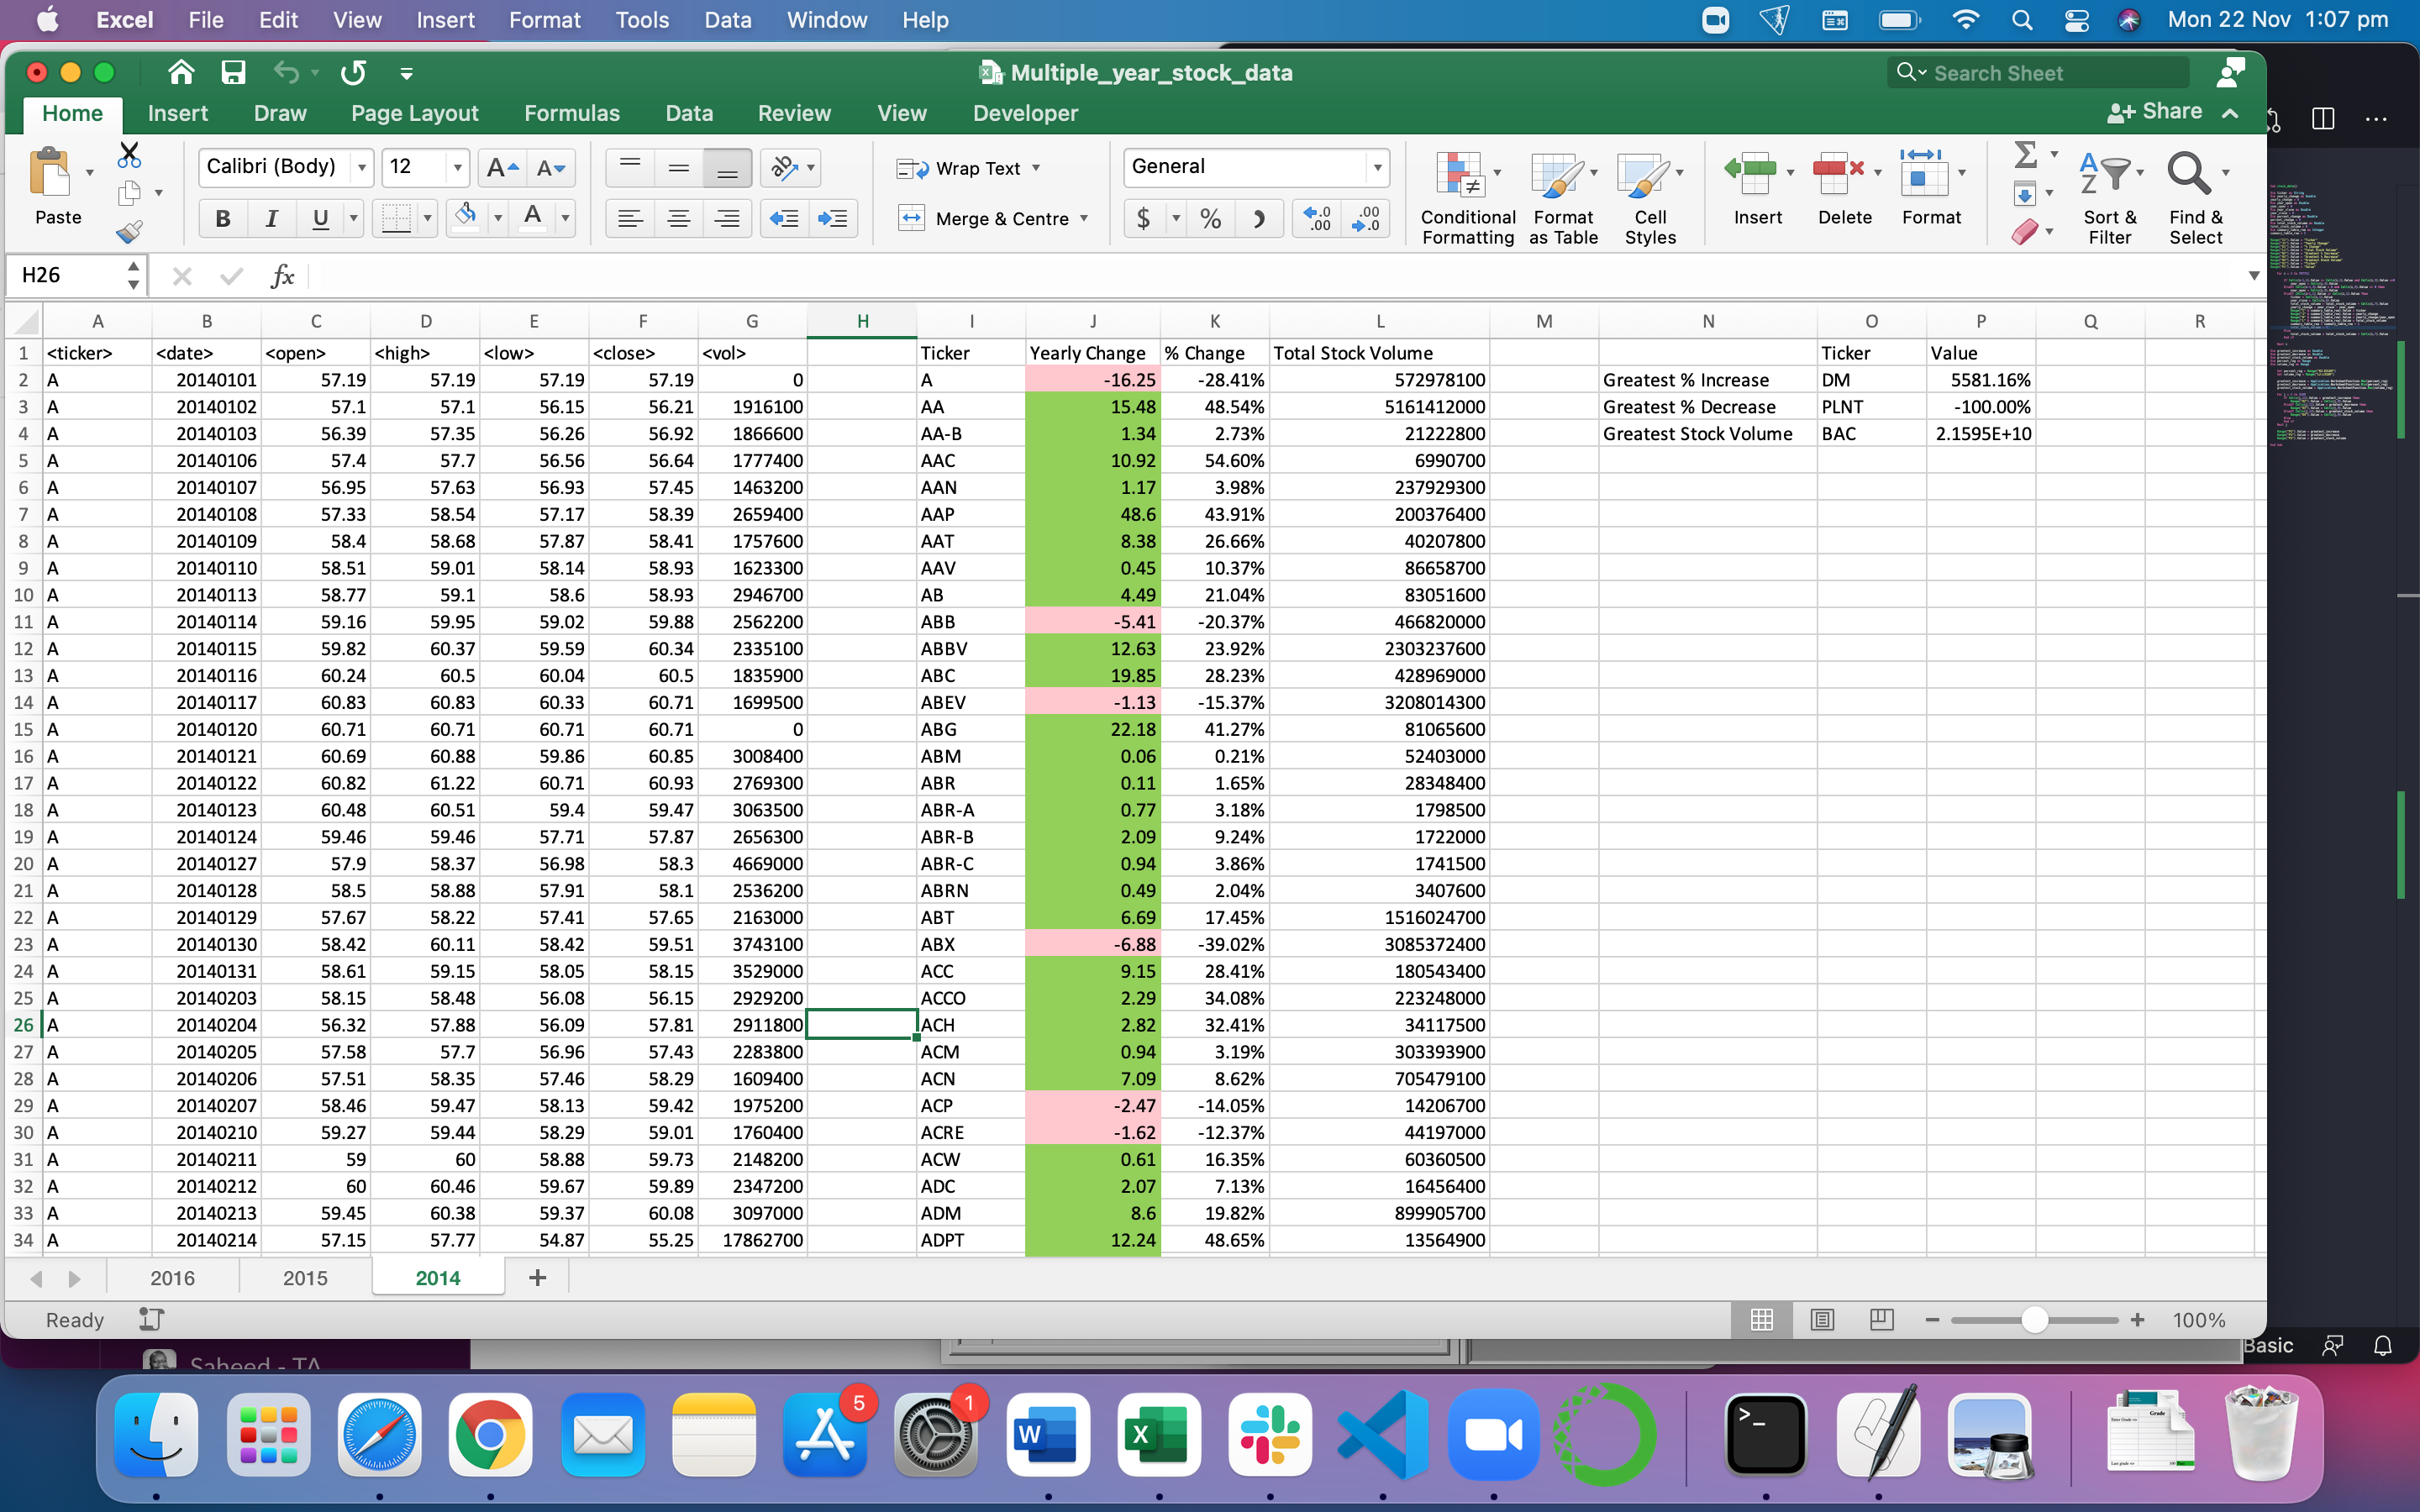 Excel File Edit View Insert Format Tools Data Window Help Mon 22 Nov 1:07 pm
Multiple_year_stock_data
Search Sheet
Home Insert Draw Page Layout Formulas Data Review View Developer Share
Calibri (Body) 12 Wrap Text General
Paste B I U A Merge & Centre $ % Conditional Formatting Format as Table Cell Styles Insert Delete Format Sort & Filter Find & Select
H26 fx
A B C D E F G H I J K L M N O P Q R
1 <ticker> <date> <open> <high> <low> <close> <vol> Ticker Yearly Change % Change Total Stock Volume Ticker Value
2 A 20140101 57.19 57.19 57.19 57.19 0 A -16.25 -28.41% 572978100 Greatest % Increase DM 5581.16%
3 A 20140102 57.1 57.1 56.15 56.21 1916100 AA 15.48 48.54% 5161412000 Greatest % Decrease PLNT -100.00%
4 A 20140103 56.39 57.35 56.26 56.92 1866600 AA-B 1.34 2.73% 21222800 Greatest Stock Volume BAC 2.1595E+10
5 A 20140106 57.4 57.7 56.56 56.64 1777400 AAC 10.92 54.60% 6990700
6 A 20140107 56.95 57.63 56.93 57.45 1463200 AAN 1.17 3.98% 237929300
7 A 20140108 57.33 58.54 57.17 58.39 2659400 AAP 48.6 43.91% 200376400
8 A 20140109 58.4 58.68 57.87 58.41 1757600 AAT 8.38 26.66% 40207800
9 A 20140110 58.51 59.01 58.14 58.93 1623300 AAV 0.45 10.37% 86658700
10 A 20140113 58.77 59.1 58.6 58.93 2946700 AB 4.49 21.04% 83051600
11 A 20140114 59.16 59.95 59.02 59.88 2562200 ABB -5.41 -20.37% 466820000
12 A 20140115 59.82 60.37 59.59 60.34 2335100 ABBV 12.63 23.92% 2303237600
13 A 20140116 60.24 60.5 60.04 60.5 1835900 ABC 19.85 28.23% 428969000
14 A 20140117 60.83 60.83 60.33 60.71 1699500 ABEV -1.13 -15.37% 3208014300
15 A 20140120 60.71 60.71 60.71 60.71 0 ABG 22.18 41.27% 81065600
16 A 20140121 60.69 60.88 59.86 60.85 3008400 ABM 0.06 0.21% 52403000
17 A 20140122 60.82 61.22 60.71 60.93 2769300 ABR 0.11 1.65% 28348400
18 A 20140123 60.48 60.51 59.4 59.47 3063500 ABR-A 0.77 3.18% 1798500
19 A 20140124 59.46 59.46 57.71 57.87 2656300 ABR-B 2.09 9.24% 1722000
20 A 20140127 57.9 58.37 56.98 58.3 4669000 ABR-C 0.94 3.86% 1741500
21 A 20140128 58.5 58.88 57.91 58.1 2536200 ABRN 0.49 2.04% 3407600
22 A 20140129 57.67 58.22 57.41 57.65 2163000 ABT 6.69 17.45% 1516024700
23 A 20140130 58.42 60.11 58.42 59.51 3743100 ABX -6.88 -39.02% 3085372400
24 A 20140131 58.61 59.15 58.05 58.15 3529000 ACC 9.15 28.41% 180543400
25 A 20140203 58.15 58.48 56.08 56.15 2929200 ACCO 2.29 34.08% 223248000
26 A 20140204 56.32 57.88 56.09 57.81 2911800 ACH 2.82 32.41% 34117500
27 A 20140205 57.58 57.7 56.96 57.43 2283800 ACM 0.94 3.19% 303393900
28 A 20140206 57.51 58.35 57.46 58.29 1609400 ACN 7.09 8.62% 705479100
29 A 20140207 58.46 59.47 58.13 59.42 1975200 ACP -2.47 -14.05% 14206700
30 A 20140210 59.27 59.44 58.29 59.01 1760400 ACRE -1.62 -12.37% 44197000
31 A 20140211 59 60 58.88 59.73 2148200 ACW 0.61 16.35% 60360500
32 A 20140212 60 60.46 59.67 59.89 2347200 ADC 2.07 7.13% 16456400
33 A 20140213 59.45 60.38 59.37 60.08 3097000 ADM 8.6 19.82% 899905700
34 A 20140214 57.15 57.77 54.87 55.25 17862700 ADPT 12.24 48.65% 13564900
2016 2015 2014 +
Ready 100%
Saheed - TA
Basic
5 1